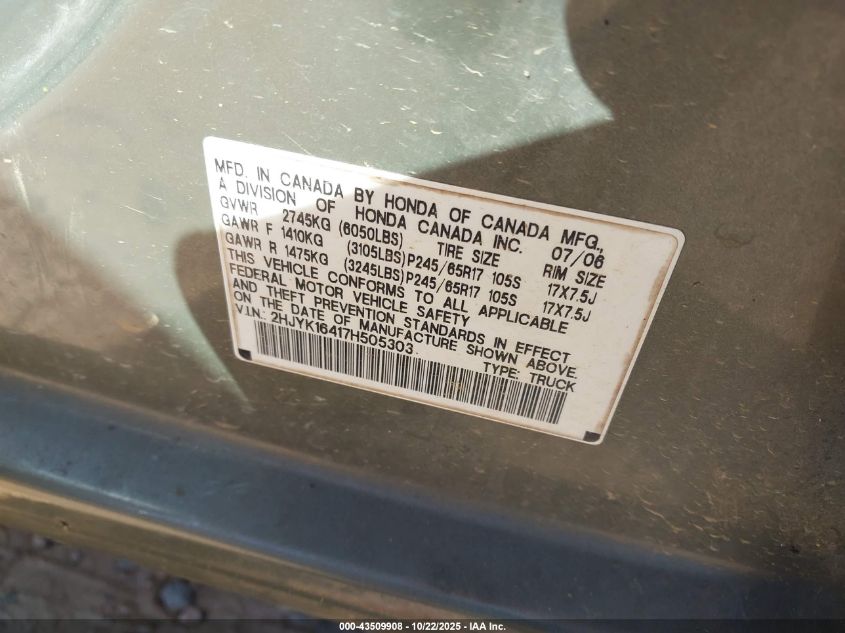 MFD. IN CANADA BY HONDA OF CANADA MFG.,
A DIVISION OF HONDA CANADA INC. 07/06
GVWR 2745KG (6050LBS) TIRE SIZE RIM SIZE
GAWR F 1410KG (3105LBS) P245/65R17 105S 17X7.5J
GAWR R 1475KG (3245LBS) P245/65R17 105S 17X7.5J
THIS VEHICLE CONFORMS TO ALL APPLICABLE
FEDERAL MOTOR VEHICLE SAFETY
AND THEFT PREVENTION STANDARDS IN EFFECT
ON THE DATE OF MANUFACTURE SHOWN ABOVE.
V.I.N.: 2HJYK16417H505303 TYPE: TRUCK
000-43509908 - 10/22/2025 - IAA Inc.